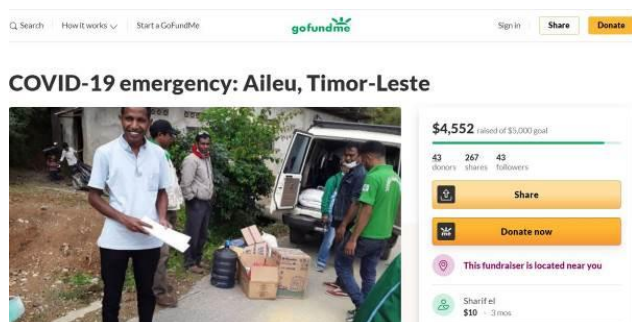 Search How it works Start a GoFundMe gofundme Sign in Share Donate
COVID-19 emergency: Aileu, Timor-Leste
$4,552 raised of $5,000 goal
43 267 43
donors shares followers
Share
me Donate now
This fundraiser is located near you
Sharif el
$10 · 3 mos